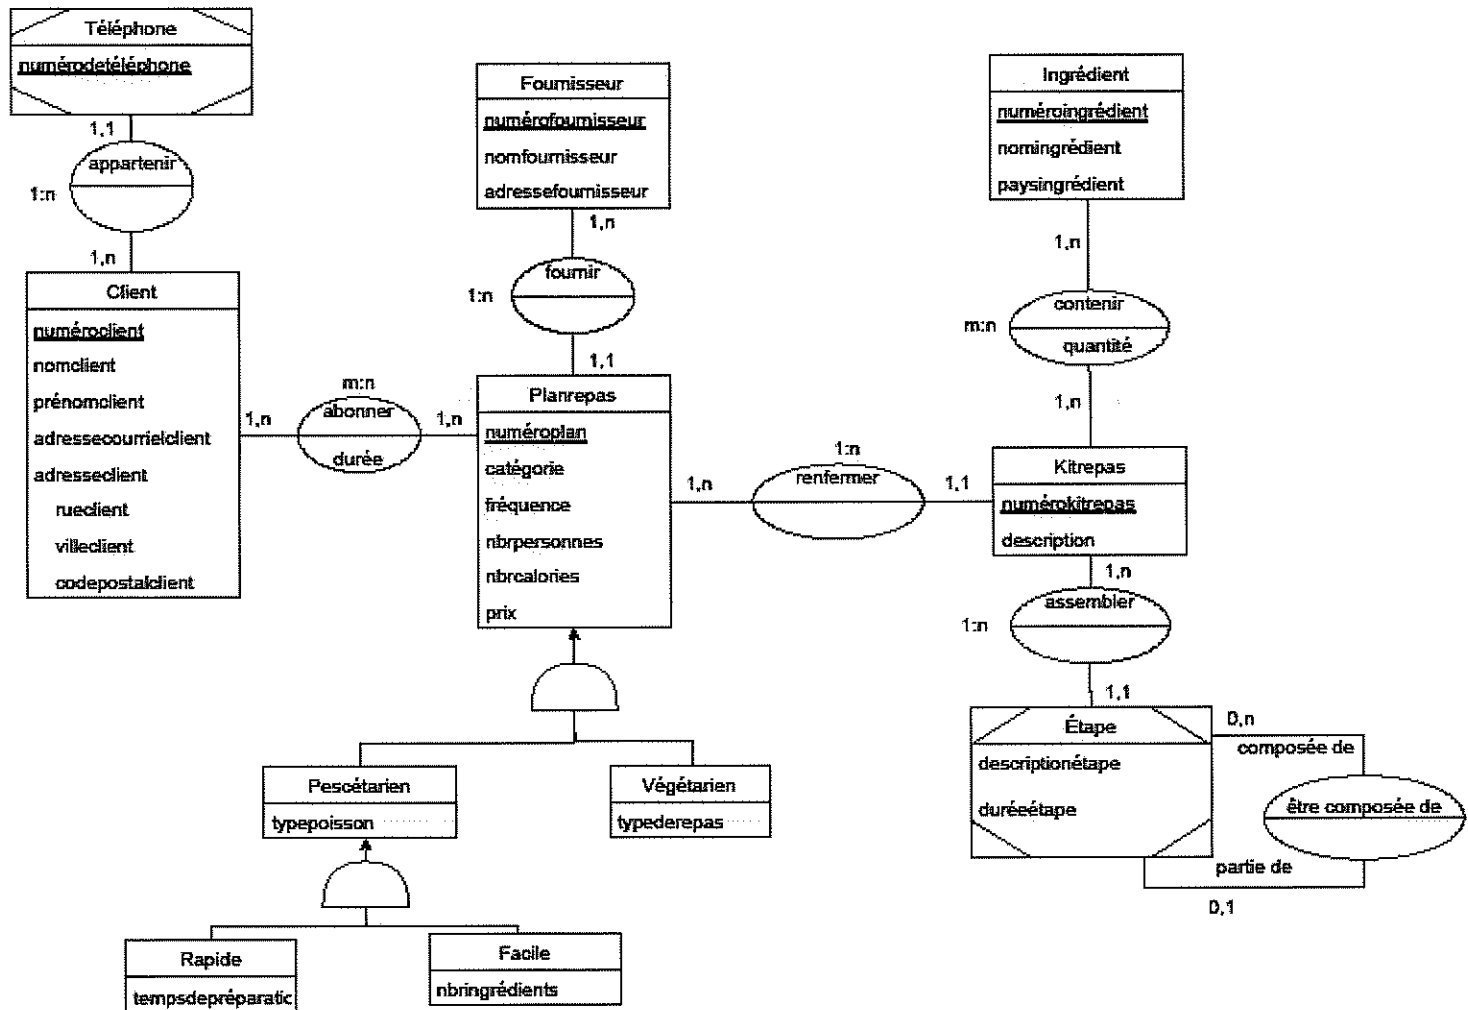 Téléphone
numérodetéléphone
1,1
appartenir
1:n
1,n
Client
numéroclient
nomclient
prénomclient
adressecourrielclient
adresseclient
rueclient
villeclient
codepostalclient
1,n
m:n
abonner
durée
1,n
Fournisseur
numérofournisseur
nomfournisseur
adressefournisseur
1,n
fournir
1:n
1,1
Planrepas
numéroplan
catégorie
fréquence
nbrpersonnes
nbrcalories
prix
1,n
1:n
renfermer
1,1
Ingrédient
numéroingrédient
nomingrédient
paysingrédient
1,n
contenir
m:n
quantité
1,n
Kitrepas
numérokitrepas
description
1,n
assembler
1:n
1,1
Étape
descriptionétape
duréeétape
0,n
composée de
être composée de
partie de
0,1
Pescétarien
typepoisson
Végétarien
typederepas
Rapide
tempsdepréparatic
Facile
nbringrédients